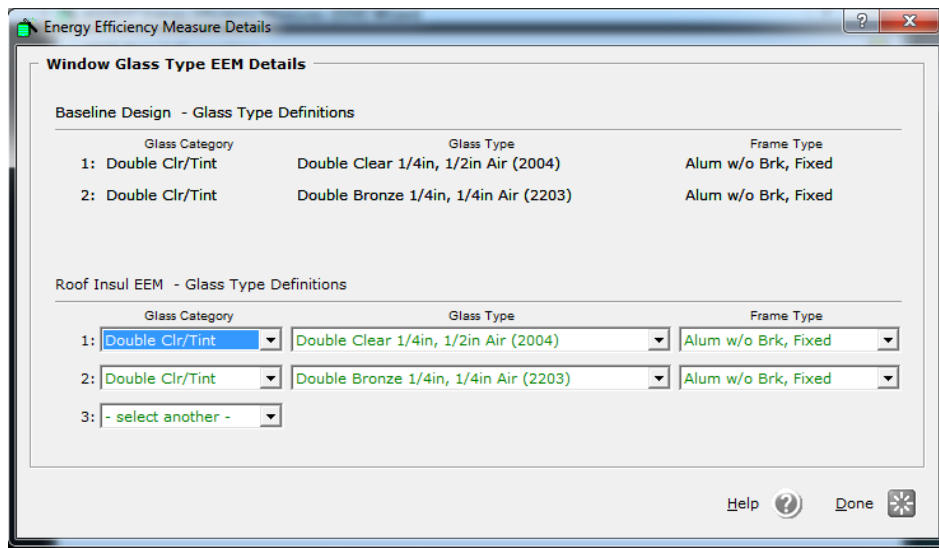 Energy Efficiency Measure Details
Window Glass Type EEM Details
Baseline Design - Glass Type Definitions
Glass Category Glass Type Frame Type
1: Double Clr/Tint Double Clear 1/4in, 1/2in Air (2004) Alum w/o Brk, Fixed
2: Double Clr/Tint Double Bronze 1/4in, 1/4in Air (2203) Alum w/o Brk, Fixed
Roof Insul EEM - Glass Type Definitions
Glass Category Glass Type Frame Type
1: Double Clr/Tint Double Clear 1/4in, 1/2in Air (2004) Alum w/o Brk, Fixed
2: Double Clr/Tint Double Bronze 1/4in, 1/4in Air (2203) Alum w/o Brk, Fixed
3: - select another -
Help ? Done